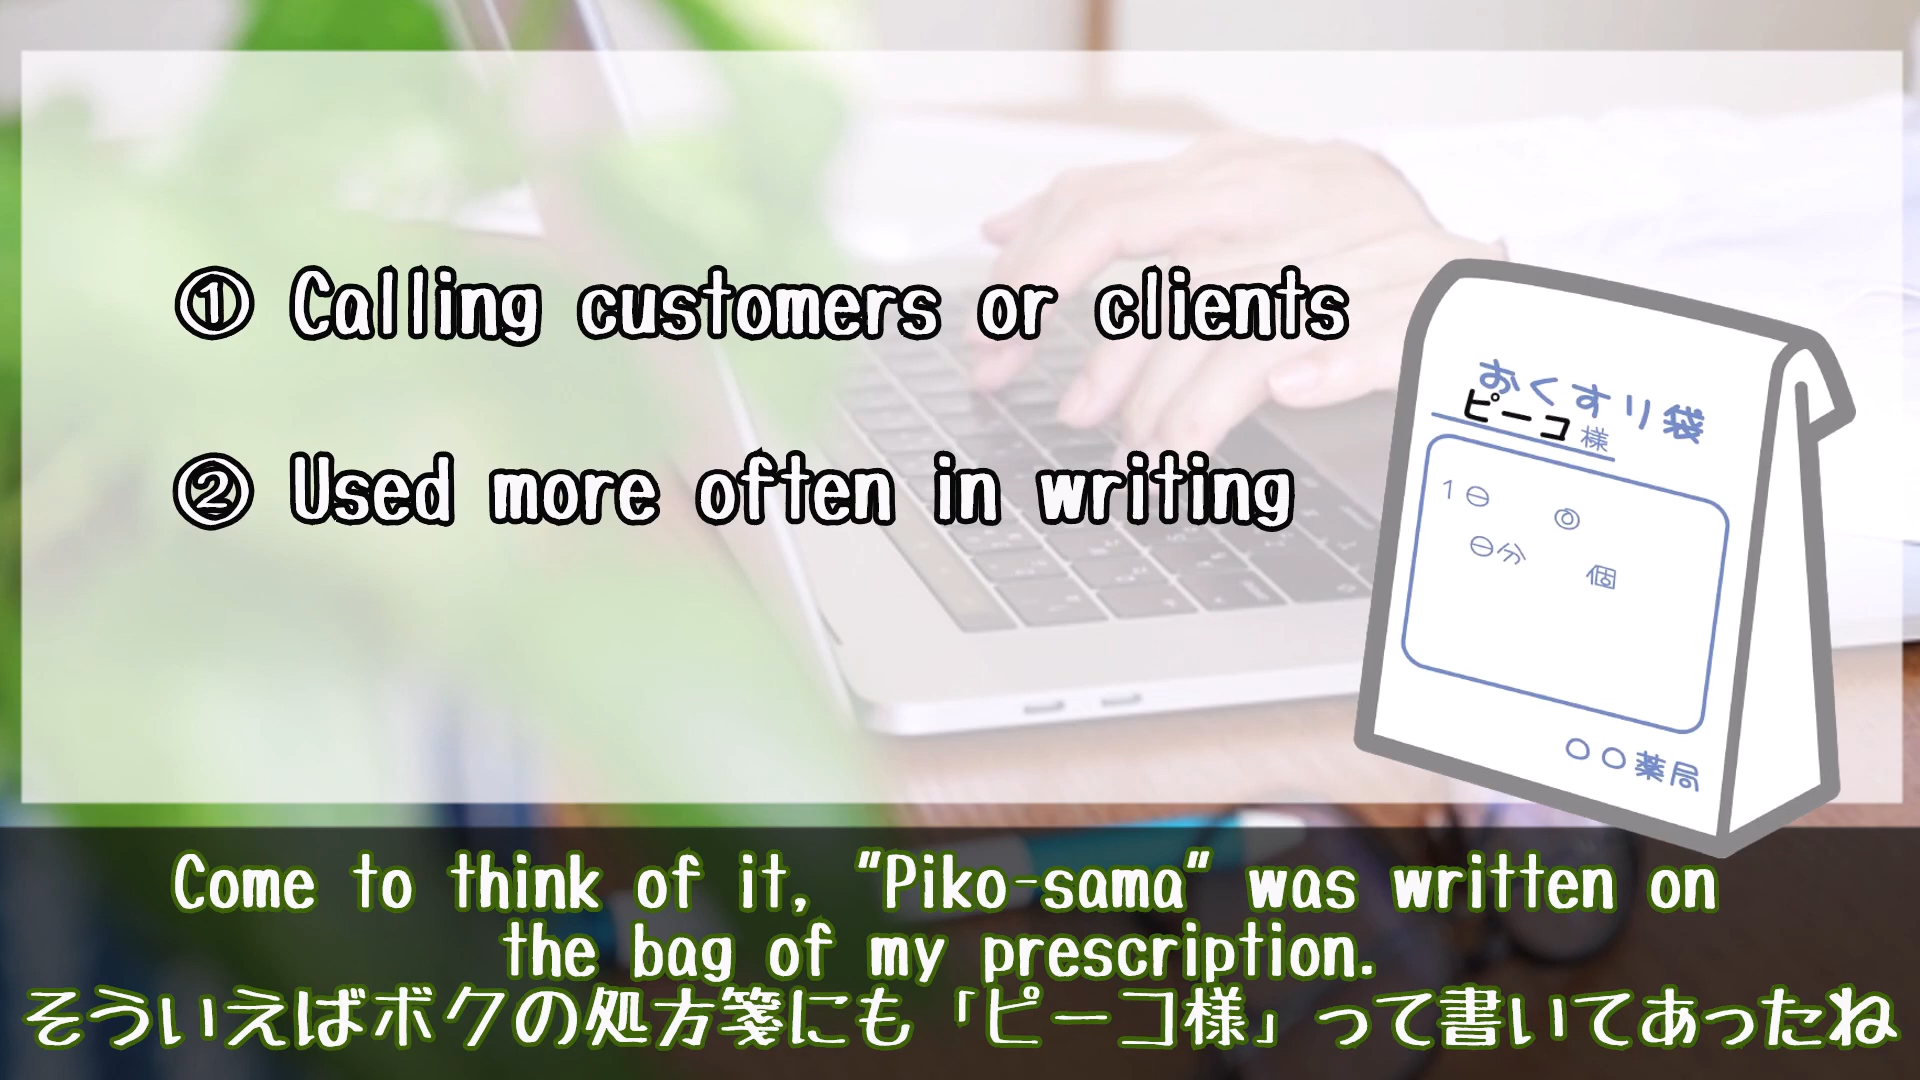 ① Calling customers or clients
② Used more often in writing
おくすり袋
ピーコ様
1日 回
日分 個
〇〇薬局
Come to think of it, "Piko-sama" was written on
the bag of my prescription.
そういえばボクの処方箋にも「ピーコ様」って書いてあったね